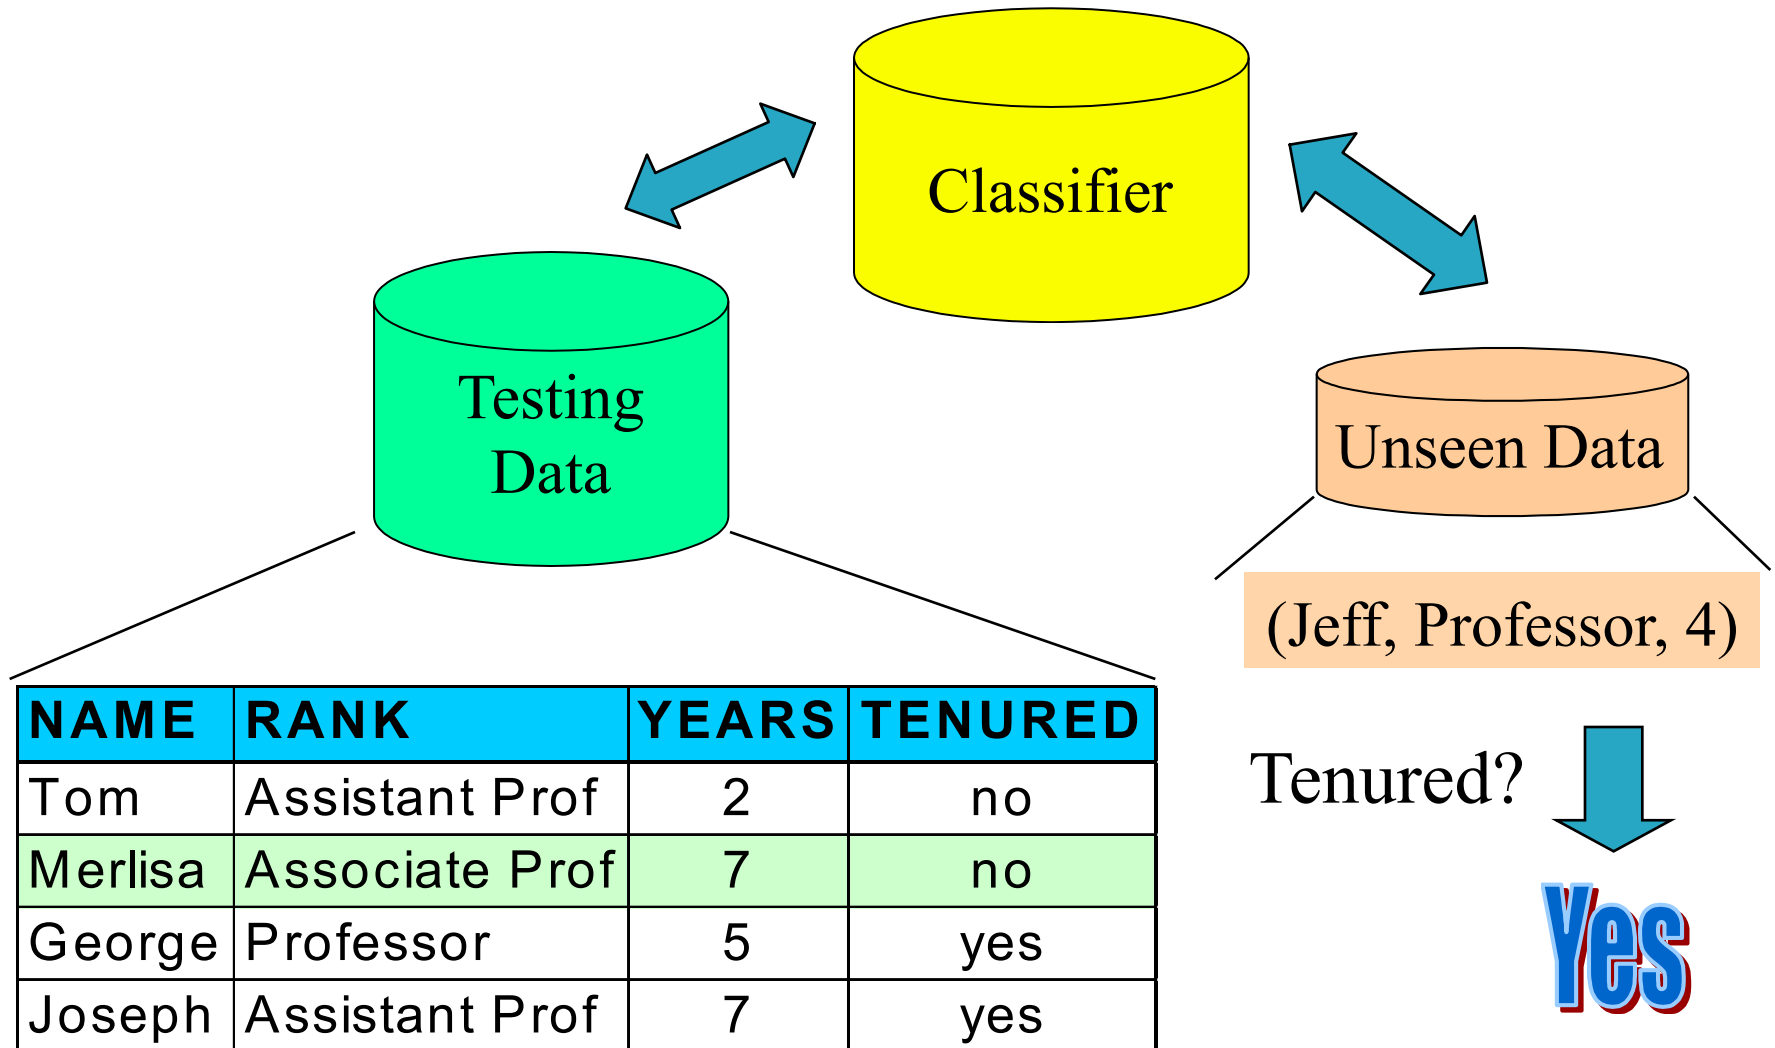 Classifier
Testing
Data
Unseen Data
(Jeff, Professor, 4)
NAME RANK YEARS TENURED
Tom Assistant Prof 2 no
Merlisa Associate Prof 7 no
George Professor 5 yes
Joseph Assistant Prof 7 yes
Tenured?
Yes